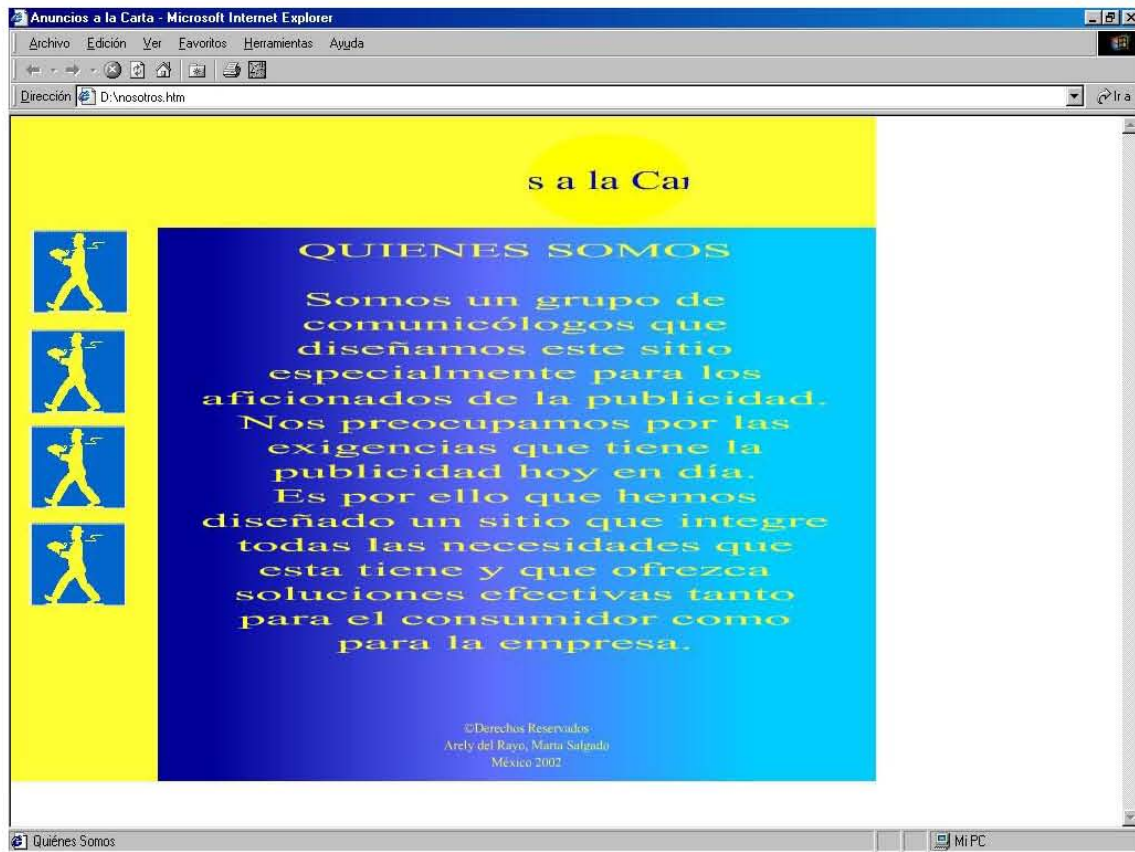 Anuncios a la Carta - Microsoft Internet Explorer
Archivo Edición Ver Favoritos Herramientas Ayuda
Dirección D:\nosotros.htm Ir a
s a la Car
QUIENES SOMOS
Somos un grupo de
comunicólogos que
diseñamos este sitio
especialmente para los
aficionados de la publicidad.
Nos preocupamos por las
exigencias que tiene la
publicidad hoy en día.
Es por ello que hemos
diseñado un sitio que integre
todas las necesidades que
esta tiene y que ofrezca
soluciones efectivas tanto
para el consumidor como
para la empresa.
©Derechos Reservados
Arely del Rayo, Marta Salgado
México 2002
Quiénes Somos Mi PC